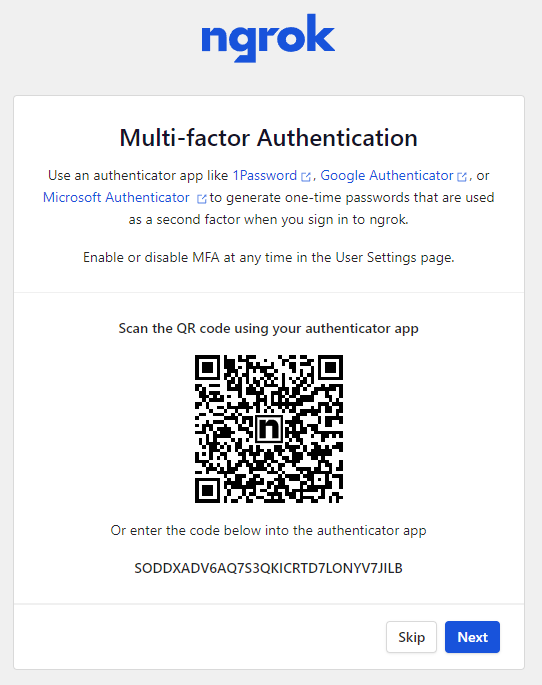 ngrok
Multi-factor Authentication
Use an authenticator app like 1Password, Google Authenticator, or
Microsoft Authenticator to generate one-time passwords that are used
as a second factor when you sign in to ngrok.
Enable or disable MFA at any time in the User Settings page.
Scan the QR code using your authenticator app
n
Or enter the code below into the authenticator app
SODDXADV6AQ7S3QKICRTD7LONYV7JILB
Skip Next